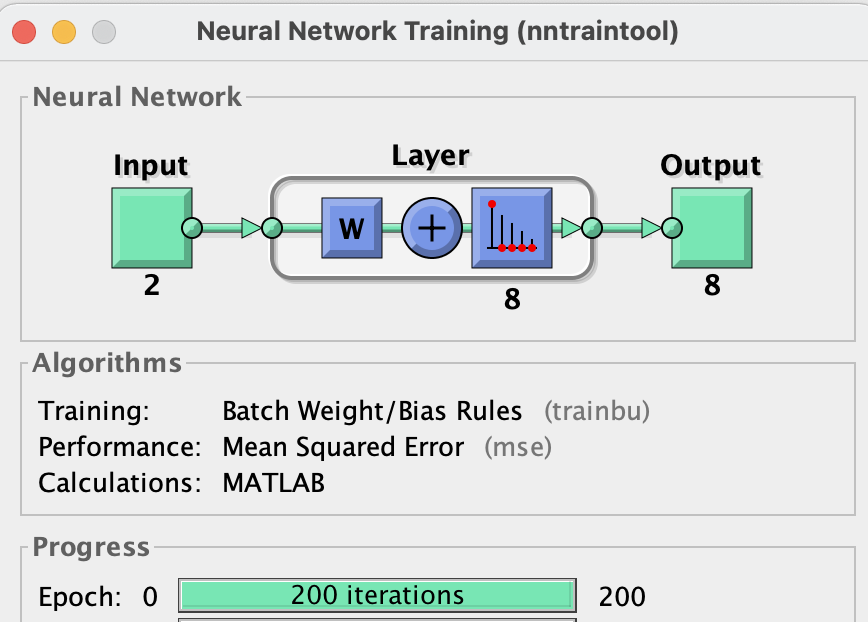 Neural Network Training (nntraintool)
Neural Network
Layer
Input
Output
W
+
2
8
8
Algorithms
Training: Batch Weight/Bias Rules (trainbu)
Performance: Mean Squared Error (mse)
Calculations: MATLAB
Progress
Epoch: 0 200 iterations 200